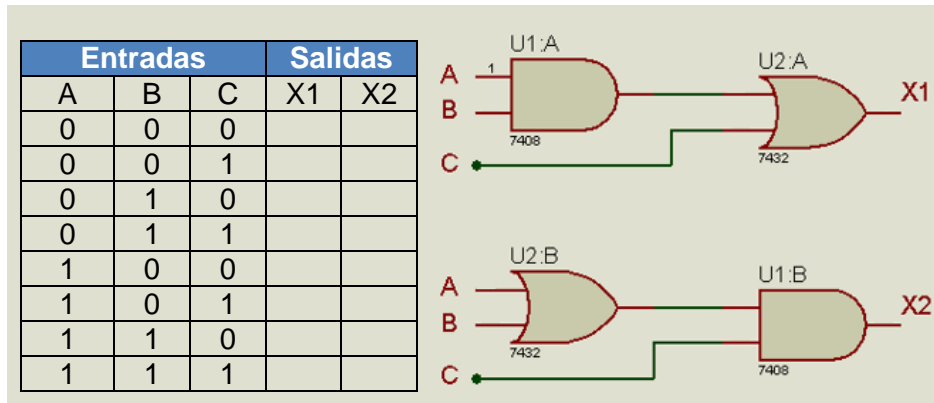 Entradas Salidas
A B C X1 X2
0 0 0
0 0 1
0 1 0
0 1 1
1 0 0
1 0 1
1 1 0
1 1 1
U1:A
A 1
B
7408
C
U2:A
X1
7432
U2:B
A
B
7432
C
U1:B
X2
7408